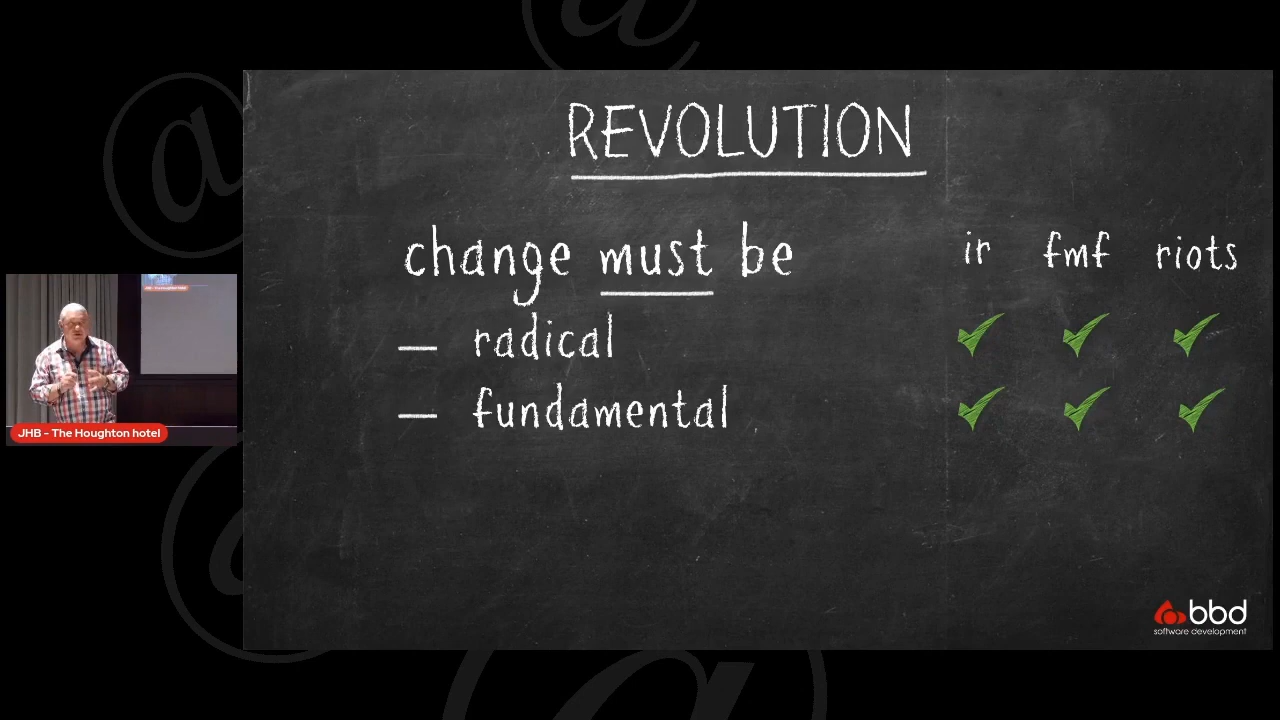 REVOLUTION
change must be
ir fmf riots
— radical
— fundamental
JHB - The Houghton hotel
bbd
software development